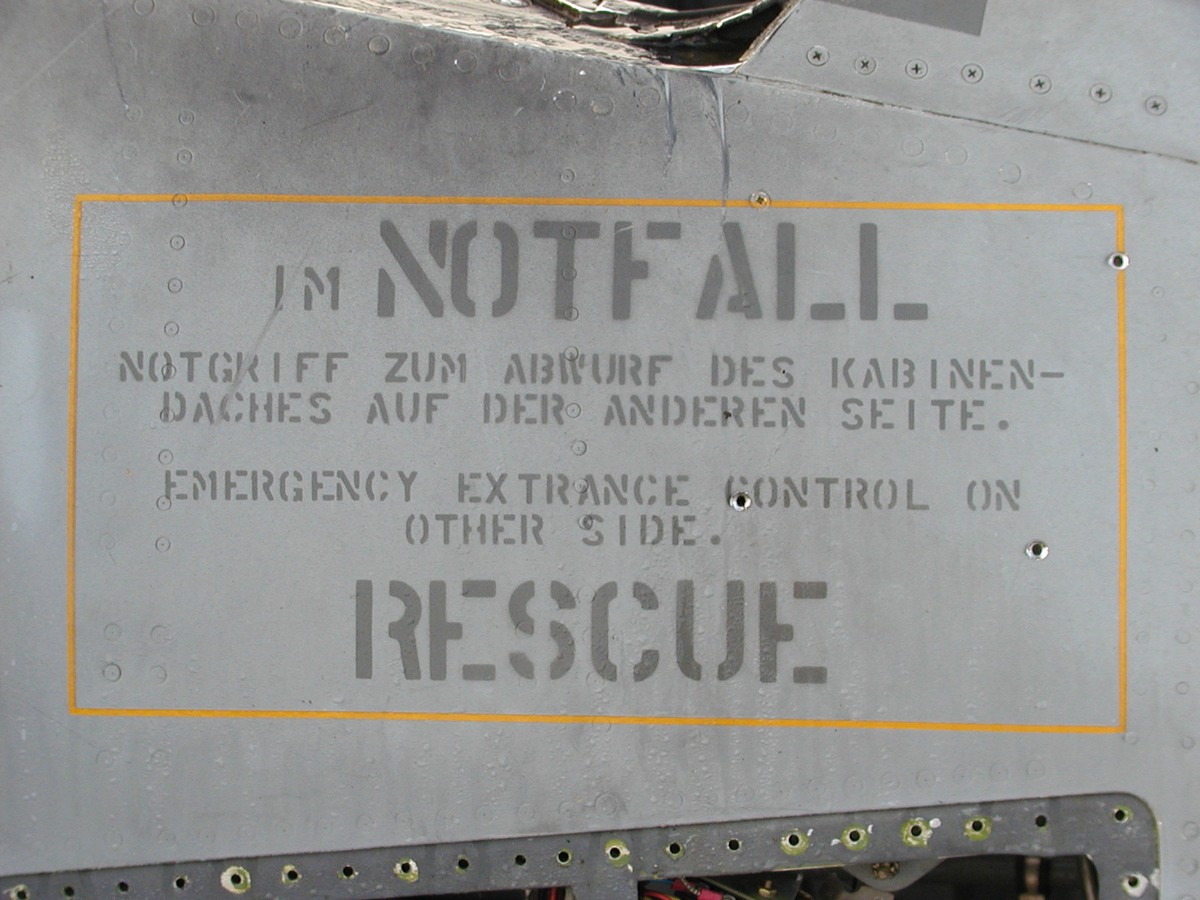 IM NOTFALL
NOTGRIFF ZUM ABWURF DES KABINEN-
DACHES AUF DER ANDEREN SEITE.
EMERGENCY EXTRANCE CONTROL ON
OTHER SIDE.
RESCUE